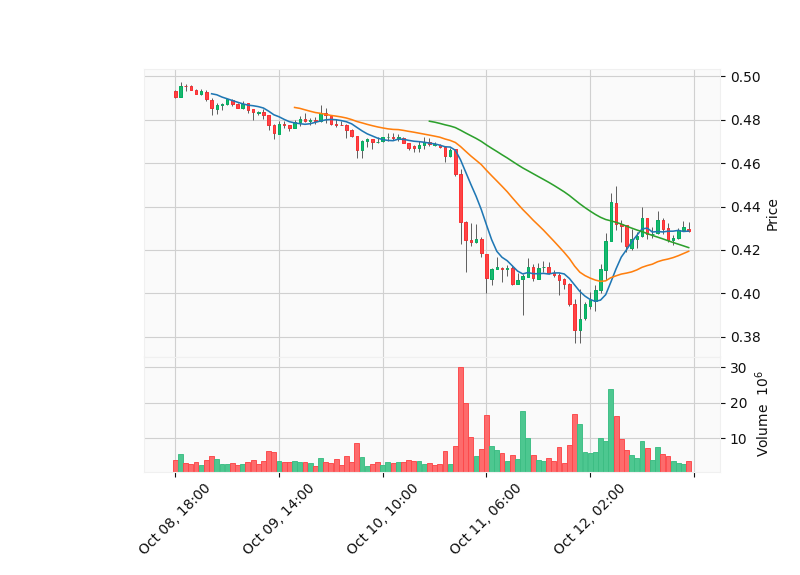 0.50
0.48
0.46
0.44
0.42
0.40
0.38
Price
30
20
10
Volume 10^6
Oct 08, 18:00
Oct 09, 14:00
Oct 10, 10:00
Oct 11, 06:00
Oct 12, 02:00